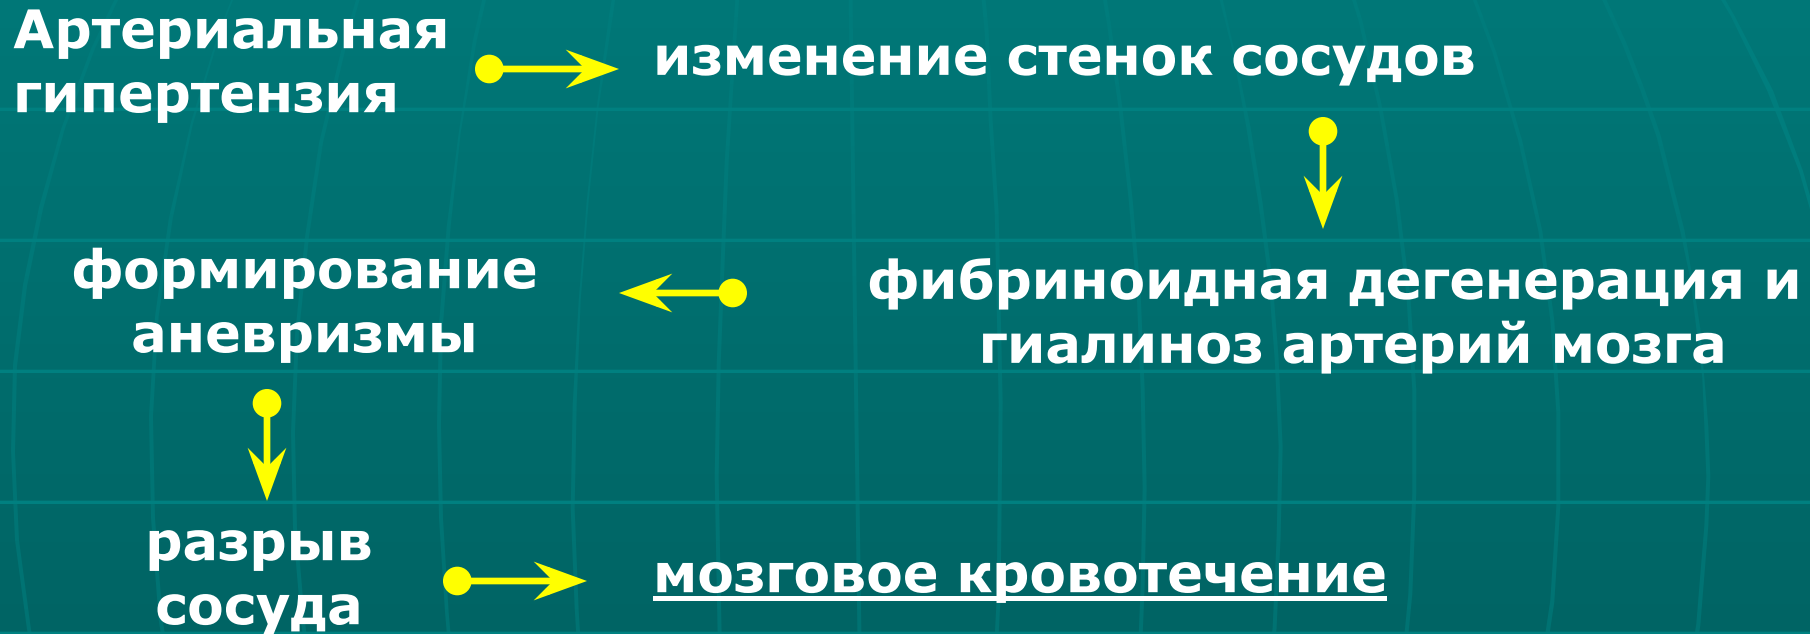 Артериальная
гипертензия
изменение стенок сосудов
фибриноидная дегенерация и
гиалиноз артерий мозга
формирование
аневризмы
разрыв
сосуда
мозговое кровотечение